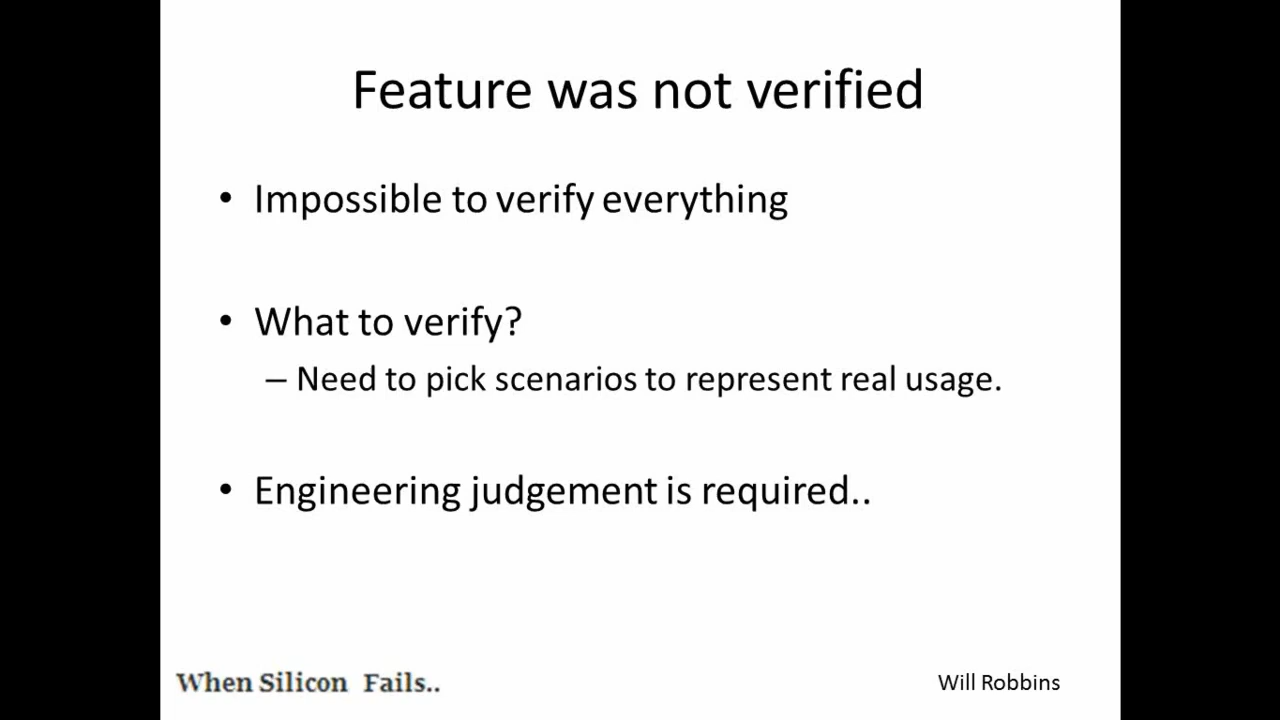 Feature was not verified
• Impossible to verify everything
• What to verify?
– Need to pick scenarios to represent real usage.
• Engineering judgement is required..
When Silicon Fails..
Will Robbins